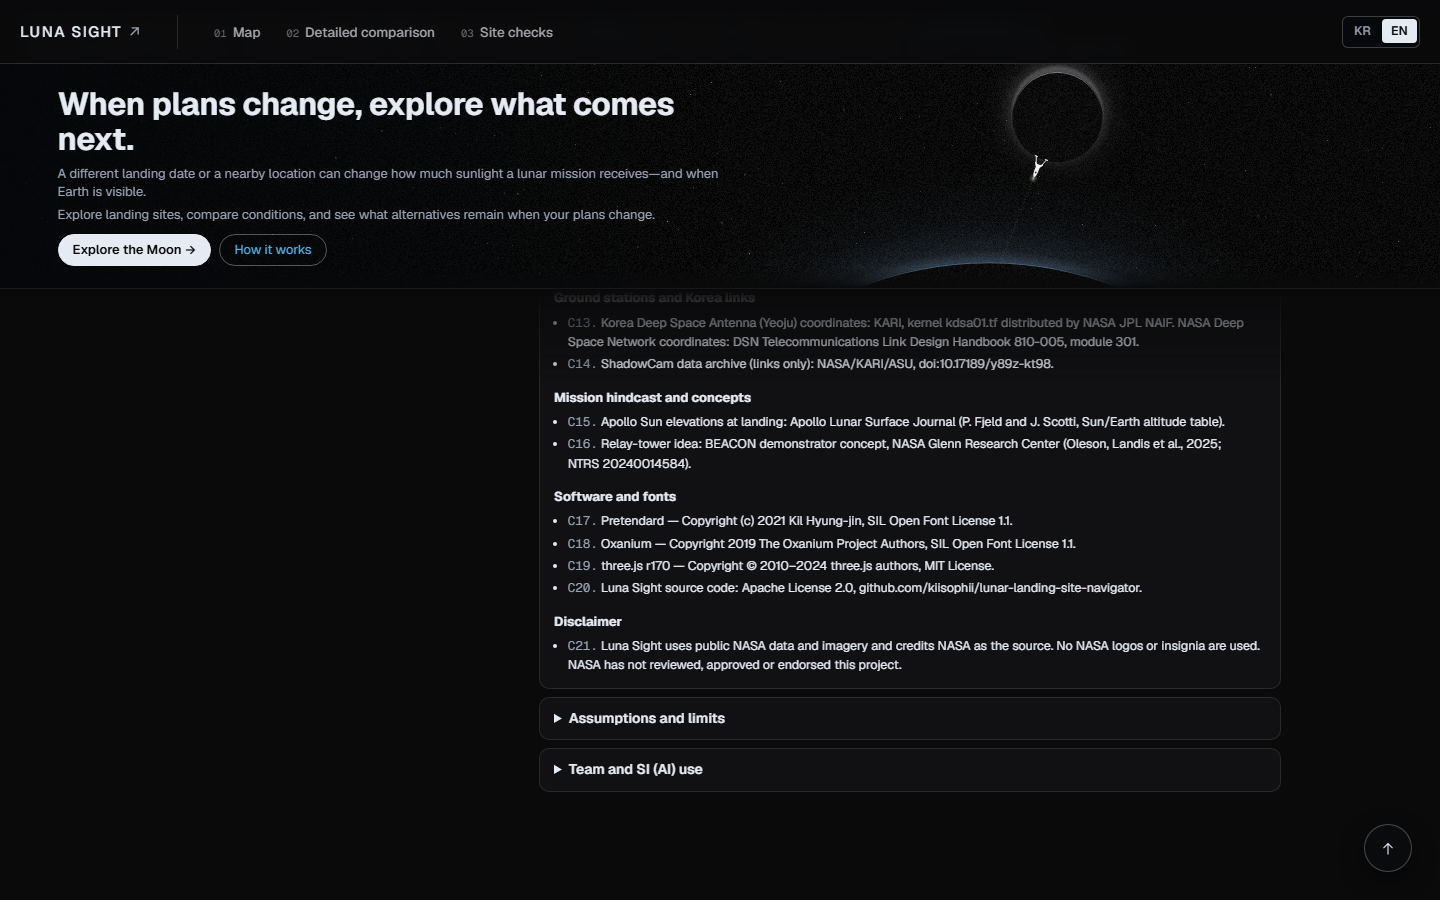 LUNA SIGHT ↗
01 Map
02 Detailed comparison
03 Site checks
KR
EN
When plans change, explore what comes
next.
A different landing date or a nearby location can change how much sunlight a lunar mission receives—and when
Earth is visible.
Explore landing sites, compare conditions, and see what alternatives remain when your plans change.
Explore the Moon →
How it works
Ground stations and Korea links
• C13. Korea Deep Space Antenna (Yeoju) coordinates: KARI, kernel kdsa01.tf distributed by NASA JPL NAIF. NASA Deep
Space Network coordinates: DSN Telecommunications Link Design Handbook 810-005, module 301.
• C14. ShadowCam data archive (links only): NASA/KARI/ASU, doi:10.17189/y89z-kt98.
Mission hindcast and concepts
• C15. Apollo Sun elevations at landing: Apollo Lunar Surface Journal (P. Fjeld and J. Scotti, Sun/Earth altitude table).
• C16. Relay-tower idea: BEACON demonstrator concept, NASA Glenn Research Center (Oleson, Landis et al., 2025;
NTRS 20240014584).
Software and fonts
• C17. Pretendard — Copyright (c) 2021 Kil Hyung-jin, SIL Open Font License 1.1.
• C18. Oxanium — Copyright 2019 The Oxanium Project Authors, SIL Open Font License 1.1.
• C19. three.js r170 — Copyright © 2010–2024 three.js authors, MIT License.
• C20. Luna Sight source code: Apache License 2.0, github.com/kiisophii/lunar-landing-site-navigator.
Disclaimer
• C21. Luna Sight uses public NASA data and imagery and credits NASA as the source. No NASA logos or insignia are used.
NASA has not reviewed, approved or endorsed this project.
▶ Assumptions and limits
▶ Team and SI (AI) use
↑